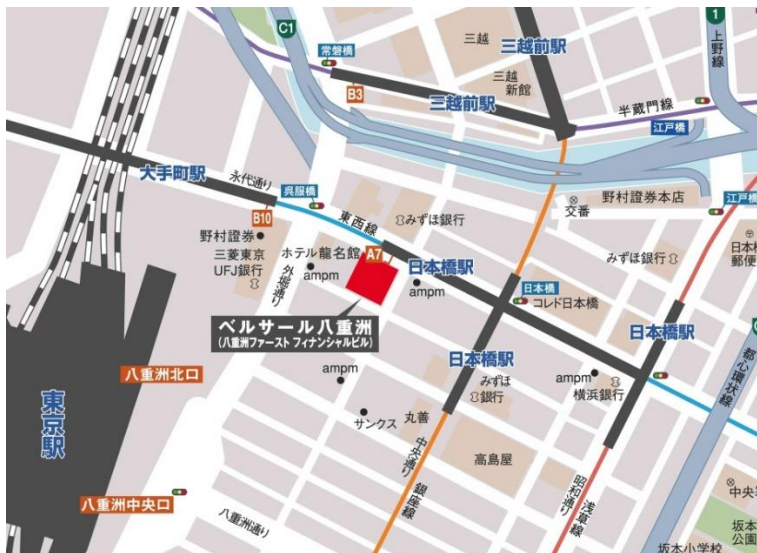 C1
常磐橋
三越
三越前駅
1
上野線
三越
新館
B3
三越前駅
半蔵門線
江戸橋
大手町駅
永代通り
呉服橋
B10
東西線
みずほ銀行
交番
野村證券本店
江戸橋
野村證券
三菱東京
UFJ銀行
外堀通り
ホテル龍名館
ampm
A7
日本橋駅
ampm
みずほ銀行
日本橋
郵便
日本橋
コレド日本橋
ベルサール八重洲
(八重洲ファースト フィナンシャルビル)
日本橋駅
日本橋駅
都心環状線
八重洲北口
ampm
みずほ
銀行
ampm
横浜銀行
東京駅
サンクス
丸善
中央通り
銀座線
高島屋
昭和通り
浅草線
八重洲中央口
八重洲通り
中央
坂本
公園
坂本小学校